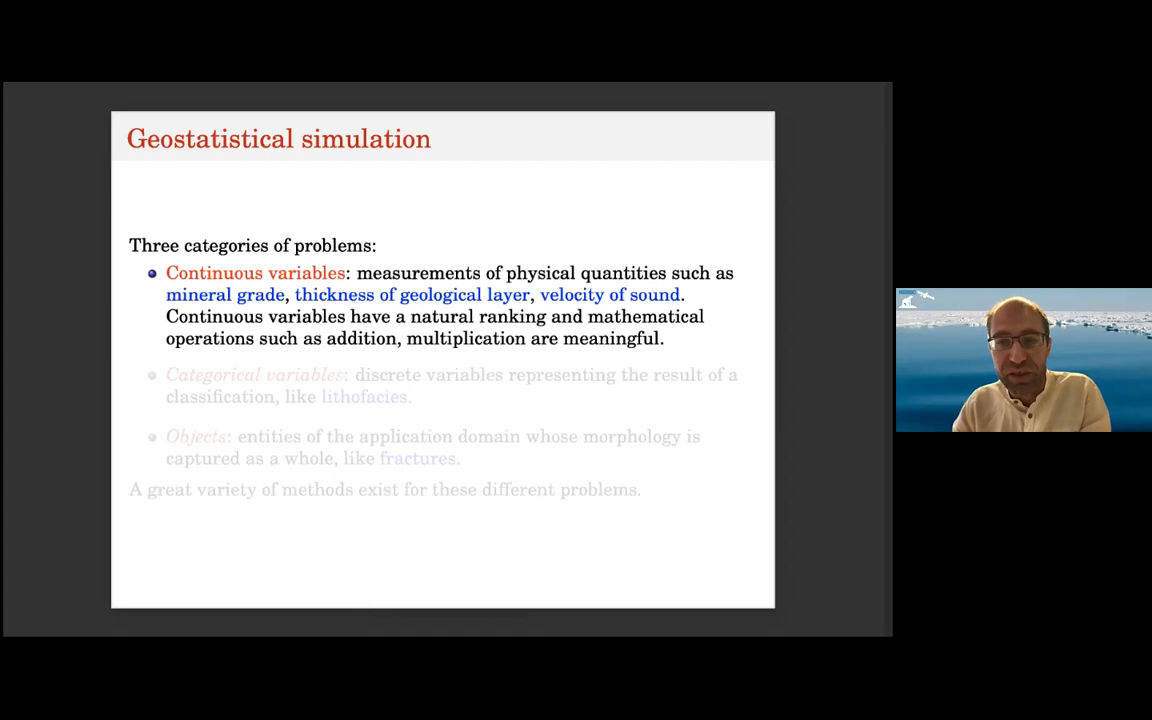 Geostatistical simulation
Three categories of problems:
Continuous variables: measurements of physical quantities such as
mineral grade, thickness of geological layer, velocity of sound.
Continuous variables have a natural ranking and mathematical
operations such as addition, multiplication are meaningful.
Categorical variables: discrete variables representing the result of a
classification, like lithofacies.
Objects: entities of the application domain whose morphology is
captured as a whole, like fractures.
A great variety of methods exist for these different problems.